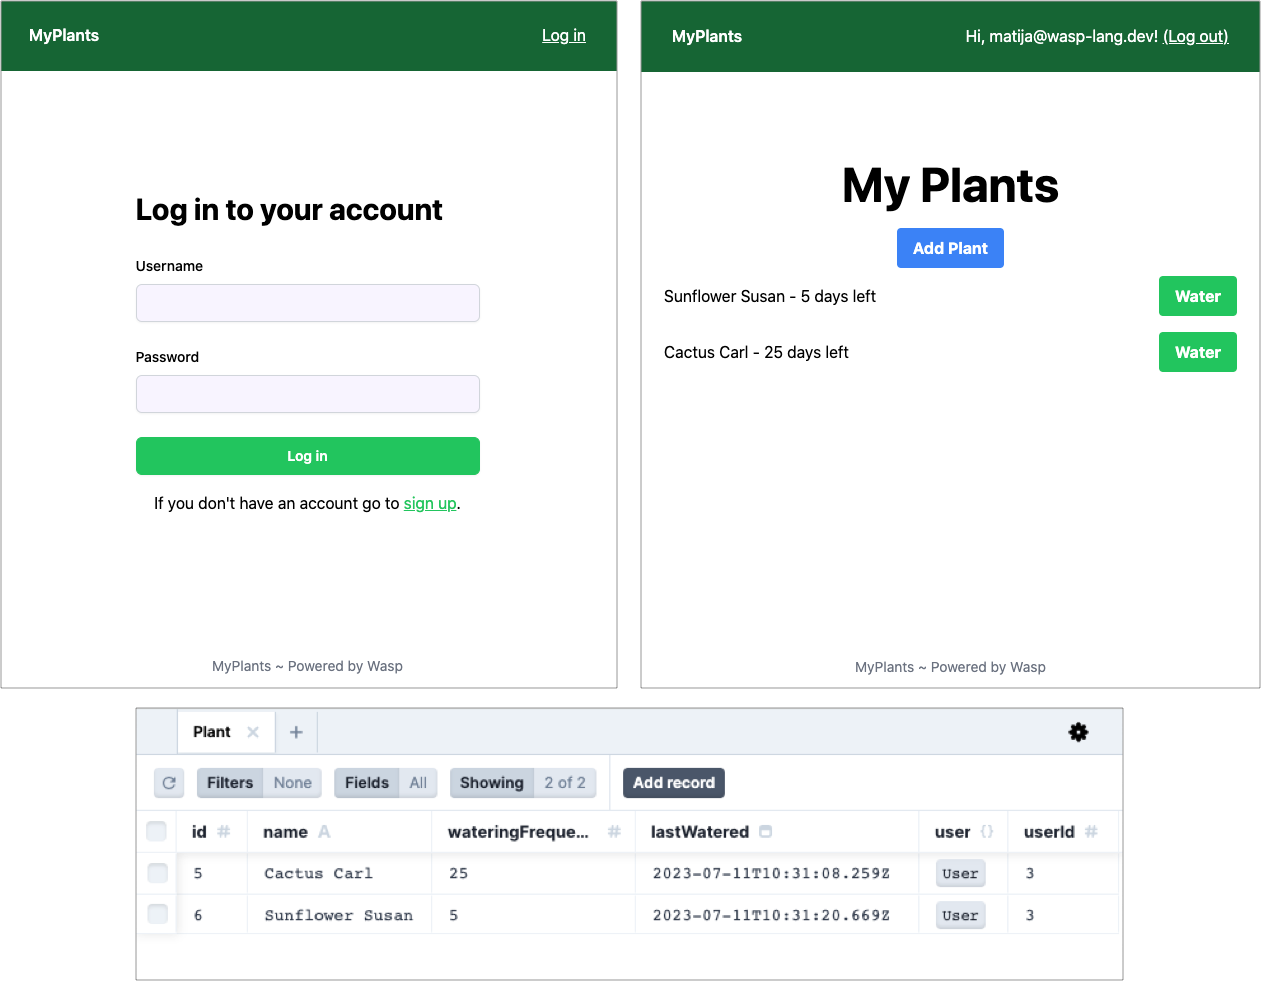 MyPlants Log in
Log in to your account
Username
Password
Log in
If you don't have an account go to sign up.
MyPlants ~ Powered by Wasp
MyPlants Hi, matija@wasp-lang.dev! (Log out)
My Plants
Add Plant
Sunflower Susan - 5 days left Water
Cactus Carl - 25 days left Water
MyPlants ~ Powered by Wasp
Plant × +
Filters None Fields All Showing 2 of 2 Add record
id # name A wateringFreque... # lastWatered user {} userId #
5 Cactus Carl 25 2023-07-11T10:31:08.259Z User 3
6 Sunflower Susan 5 2023-07-11T10:31:20.669Z User 3